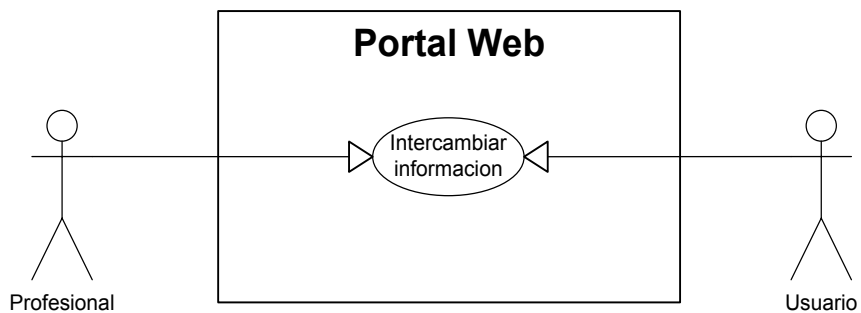 Portal Web
Intercambiar
informacion
Profesional
Usuario